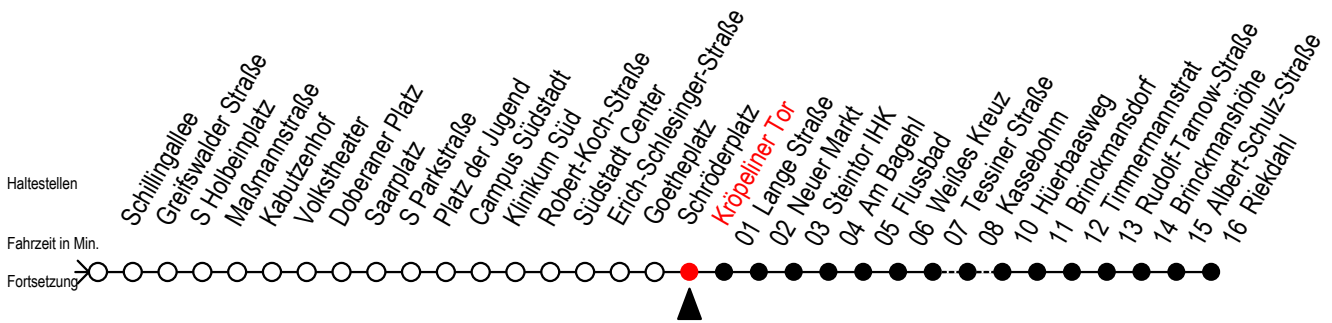 Haltestellen
Fahrzeit in Min.
Fortsetzung
Schillingallee
Greifswalder Straße
S Holbeinplatz
Maßmannstraße
Kabutzenhof
Volkstheater
Doberaner Platz
Saarplatz
S Parkstraße
Platz der Jugend
Campus Südstadt
Klinikum Süd
Robert-Koch-Straße
Südstadt Center
Erich-Schlesinger-Straße
Goetheplatz
Schröderplatz
Kröpeliner Tor
01 Lange Straße
02 Neuer Markt
03 Steintor IHK
04 Am Bagehl
05 Flussbad
06 Weißes Kreuz
07 Tessiner Straße
08 Kassebohm
10 Hüerbaasweg
11 Brinckmansdorf
12 Timmermannstrat
13 Rudolf-Tarnow-Straße
14 Brinckmanshöhe
15 Albert-Schulz-Straße
16 Riekdahl